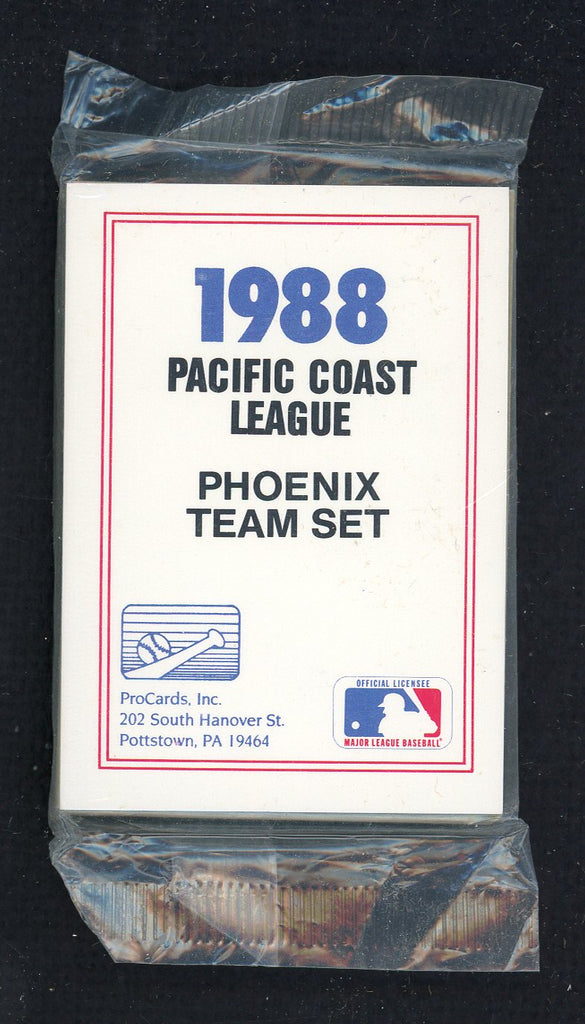 1988
PACIFIC COAST
LEAGUE
PHOENIX
TEAM SET
ProCards, Inc.
202 South Hanover St.
Pottstown, PA 19464
OFFICIAL LICENSEE
MAJOR LEAGUE BASEBALL®